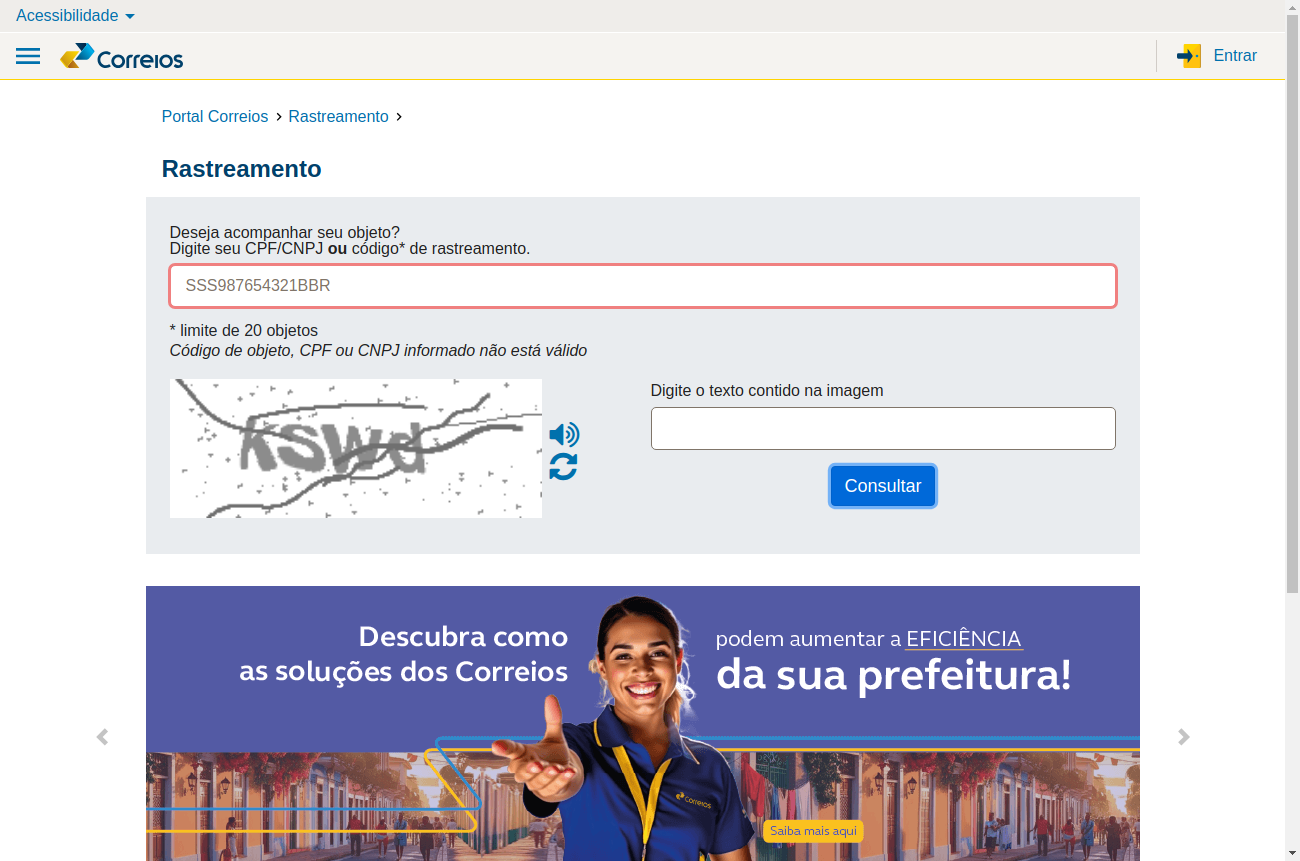 Acessibilidade
Correios
Entrar
Portal Correios
Rastreamento
Rastreamento
Deseja acompanhar seu objeto?
Digite seu CPF/CNPJ ou código* de rastreamento.
SSS987654321BBR
* limite de 20 objetos
Código de objeto, CPF ou CNPJ informado não está válido
Digite o texto contido na imagem
Consultar
Descubra como
as soluções dos Correios
podem aumentar a EFICIÊNCIA
da sua prefeitura!
Correios
Saiba mais aqui